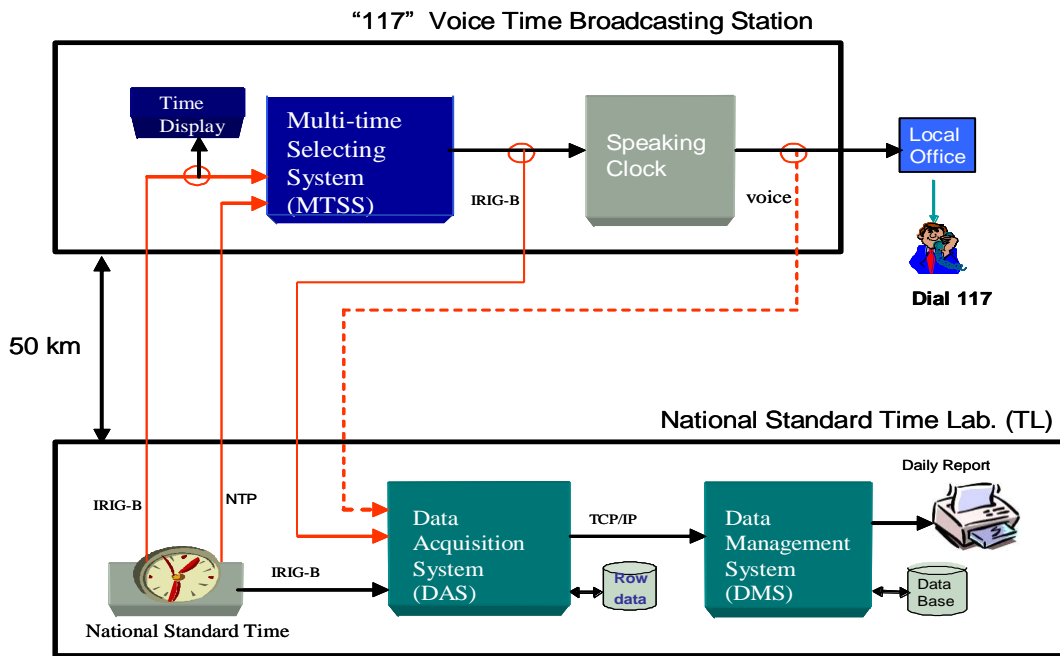 “117” Voice Time Broadcasting Station
Time
Display
Multi-time
Selecting
System
(MTSS)
IRIG-B
Speaking
Clock
voice
Local
Office
Dial 117
50 km
National Standard Time Lab. (TL)
IRIG-B
NTP
National Standard Time
IRIG-B
Data
Acquisition
System
(DAS)
TCP/IP
Row
data
Data
Management
System
(DMS)
Daily Report
Data
Base